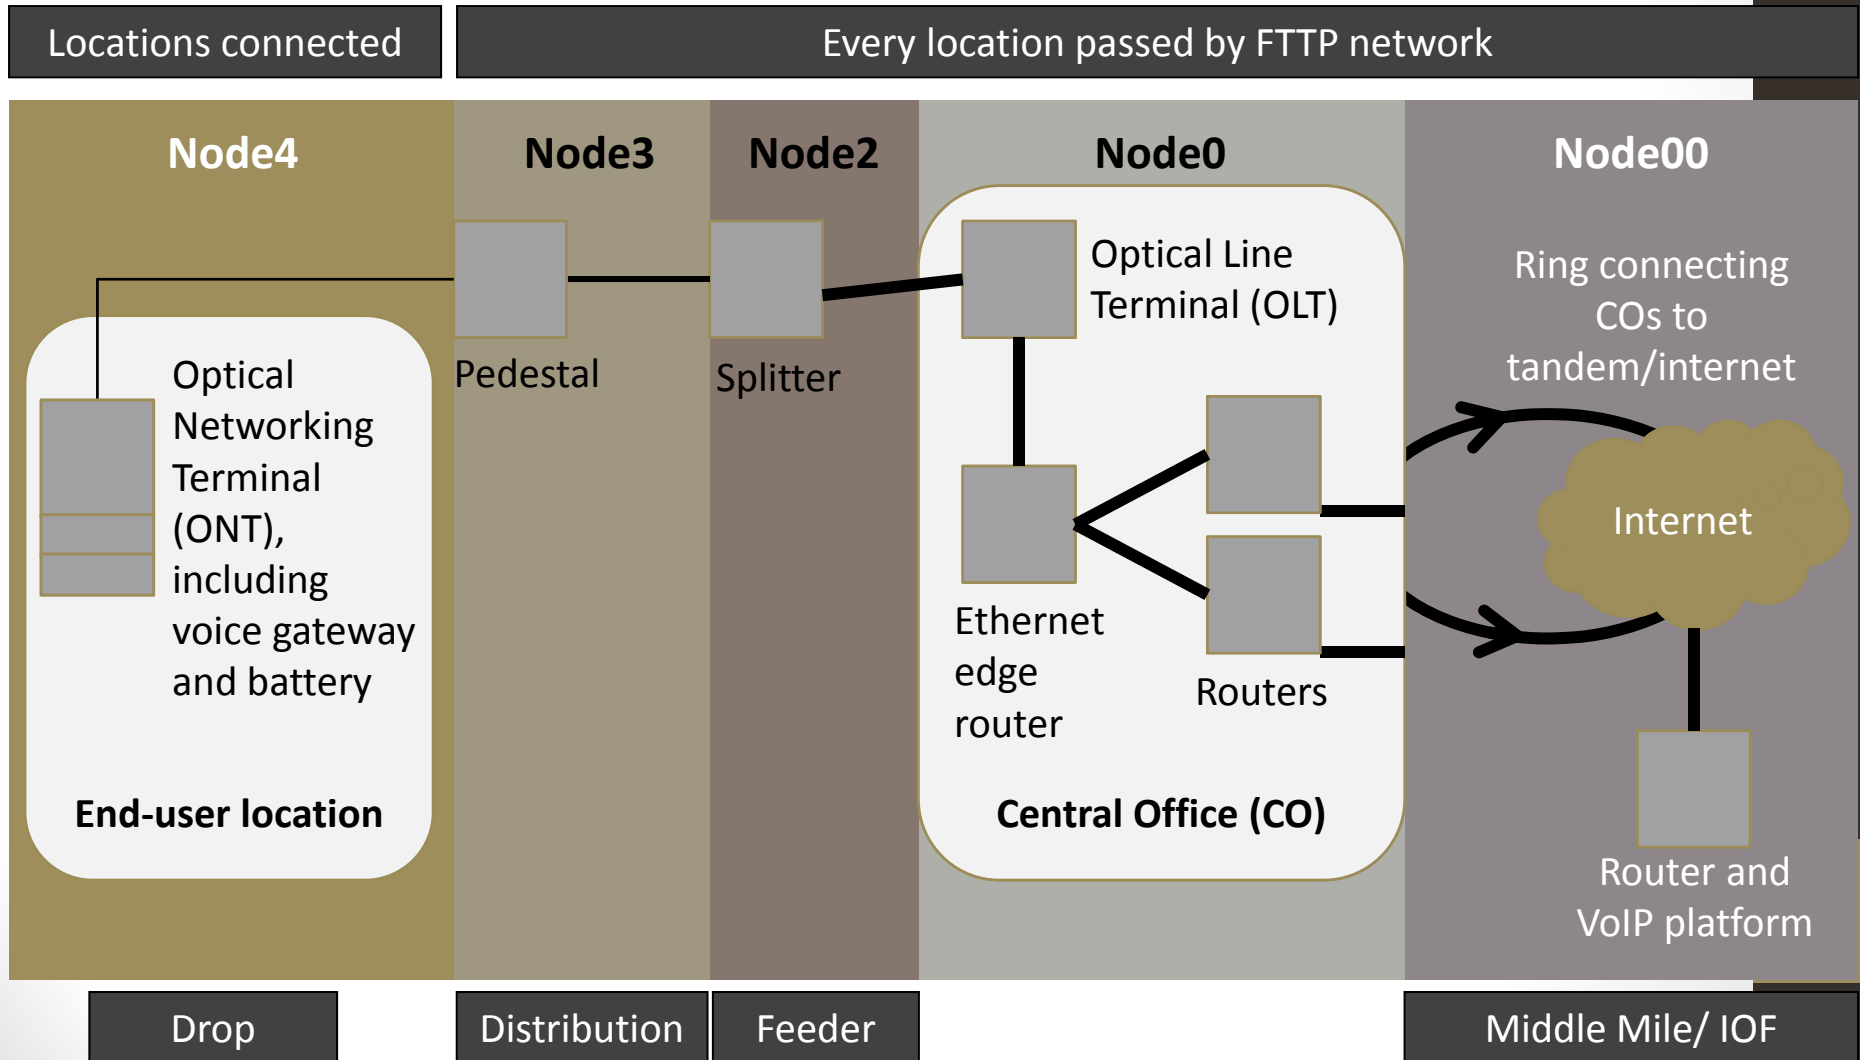 Locations connected
Every location passed by FTTP network
Node4
Node3
Node2
Node0
Node00
Optical
Networking
Terminal
(ONT),
including
voice gateway
and battery
End-user location
Pedestal
Splitter
Optical Line
Terminal (OLT)
Ethernet
edge
router
Routers
Central Office (CO)
Ring connecting
COs to
tandem/internet
Internet
Router and
VoIP platform
Drop
Distribution
Feeder
Middle Mile/ IOF